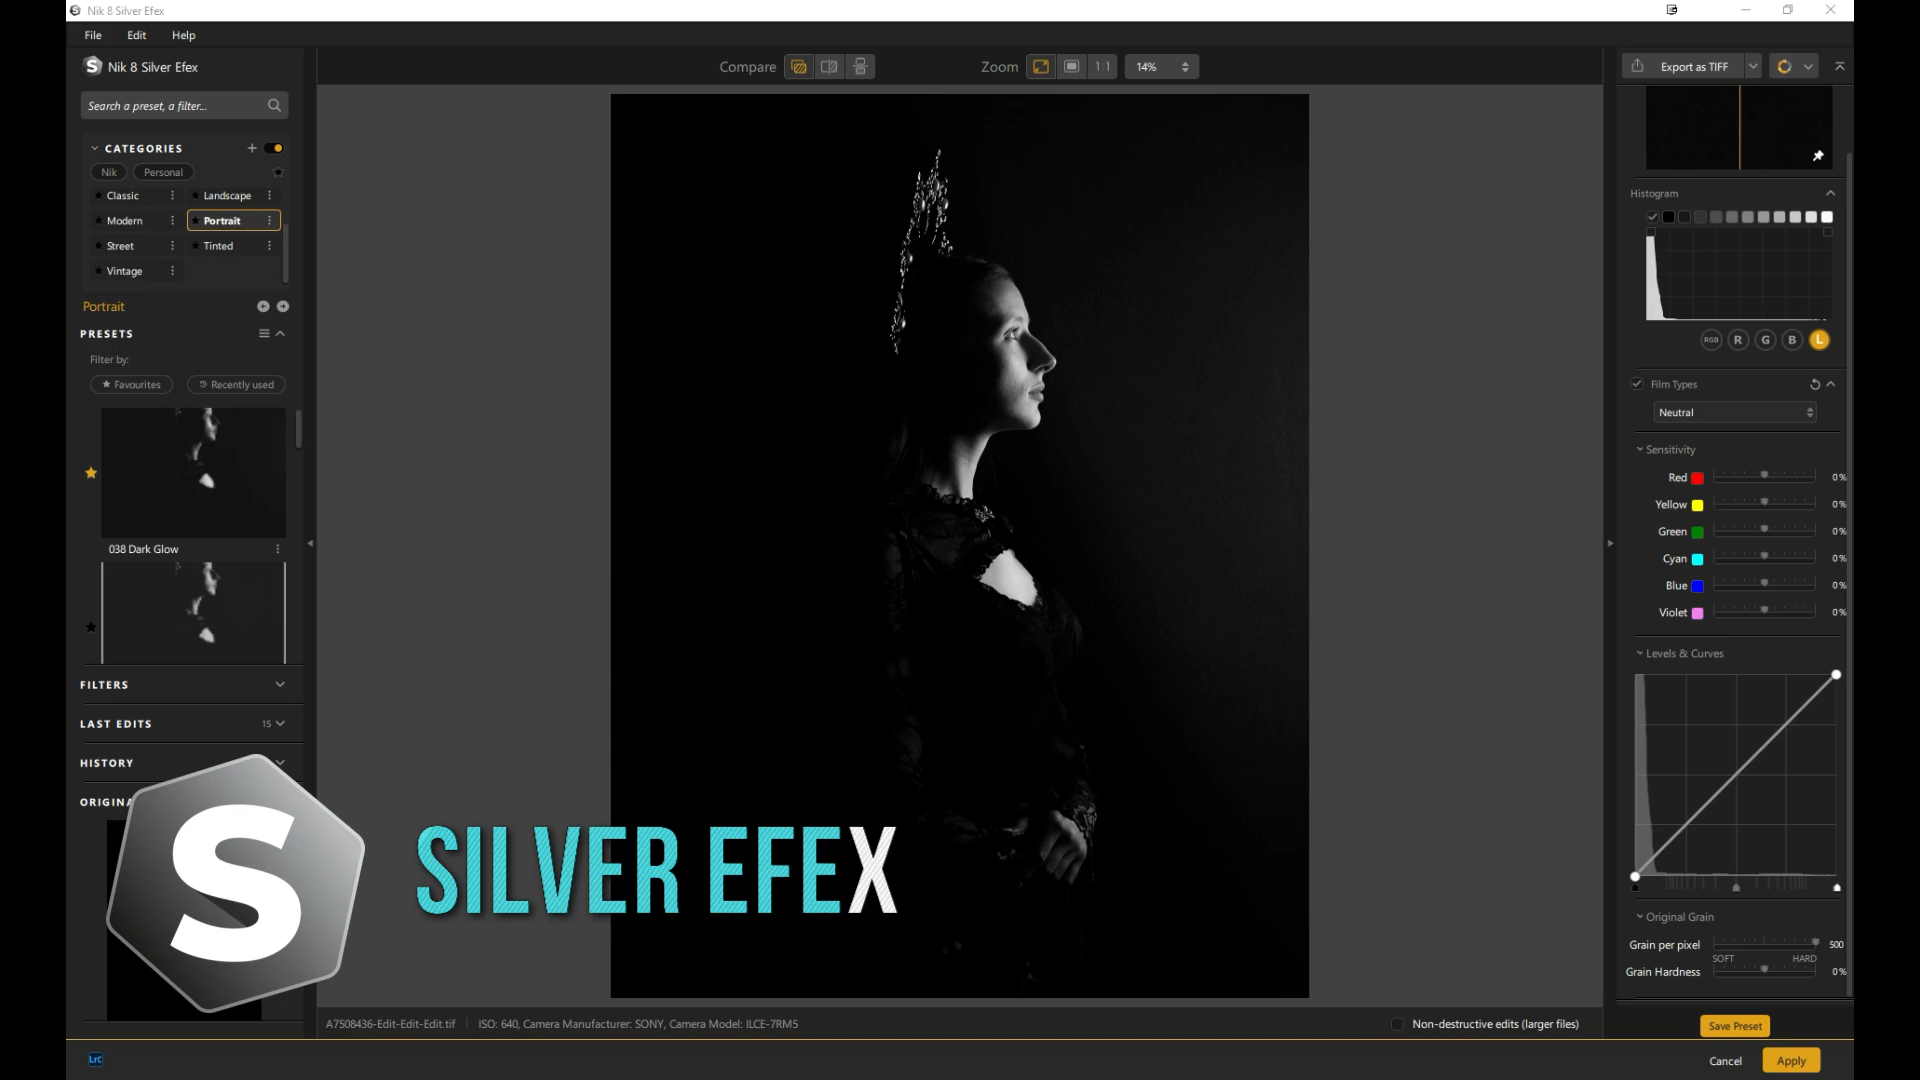 Nik 8 Silver Efex
File Edit Help
Nik 8 Silver Efex
Compare Zoom 1:1 14%
Export as TIFF
Search a preset, a filter...
CATEGORIES
Nik Personal
Classic Landscape
Modern Portrait
Street Tinted
Vintage
Portrait
PRESETS
Filter by:
Favourites Recently used
038 Dark Glow
FILTERS
LAST EDITS 15
HISTORY
ORIGINA
S
SILVER EFEX
A7508436-Edit-Edit-Edit.tif ISO: 640, Camera Manufacturer: SONY, Camera Model: ILCE-7RM5
Non-destructive edits (larger files)
LrC
Histogram
RGB R G B L
Film Types
Neutral
Sensitivity
Red 0%
Yellow 0%
Green 0%
Cyan 0%
Blue 0%
Violet 0%
Levels & Curves
Original Grain
Grain per pixel 500
SOFT HARD
Grain Hardness 0%
Save Preset
Cancel Apply